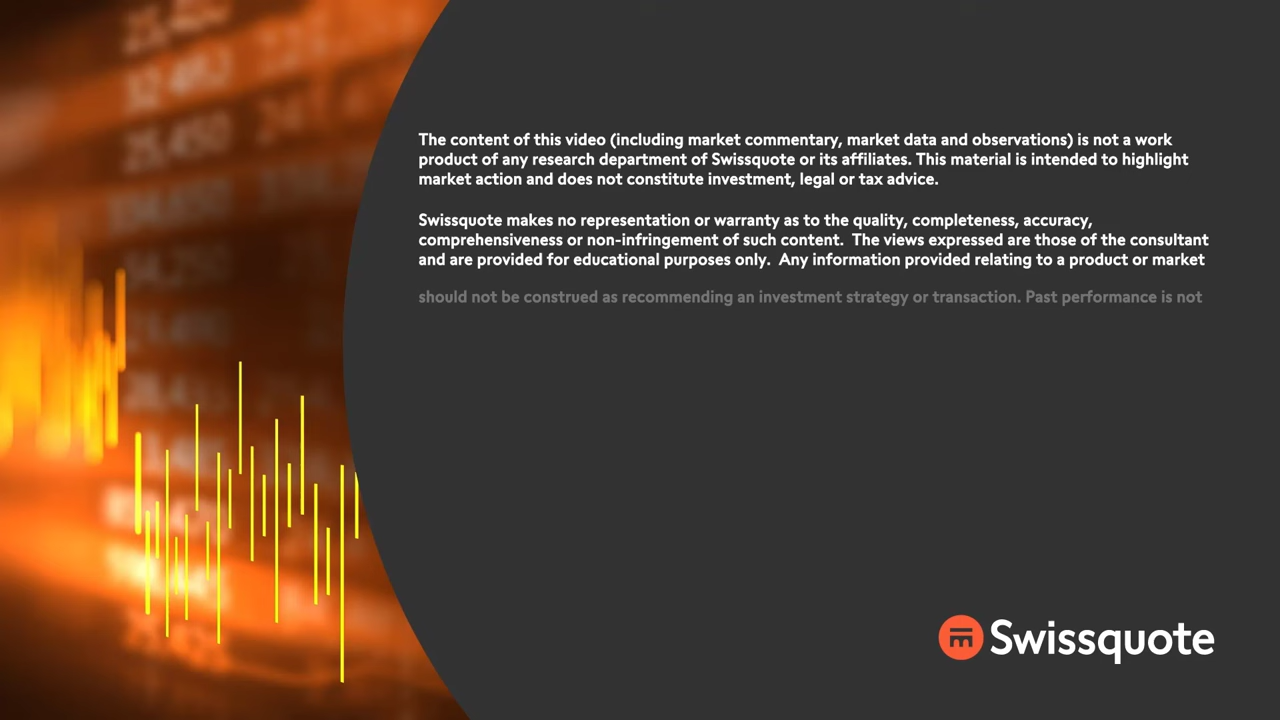 The content of this video (including market commentary, market data and observations) is not a work
product of any research department of Swissquote or its affiliates. This material is intended to highlight
market action and does not constitute investment, legal or tax advice.
Swissquote makes no representation or warranty as to the quality, completeness, accuracy,
comprehensiveness or non-infringement of such content.  The views expressed are those of the consultant
and are provided for educational purposes only.  Any information provided relating to a product or market
should not be construed as recommending an investment strategy or transaction. Past performance is not
Swissquote